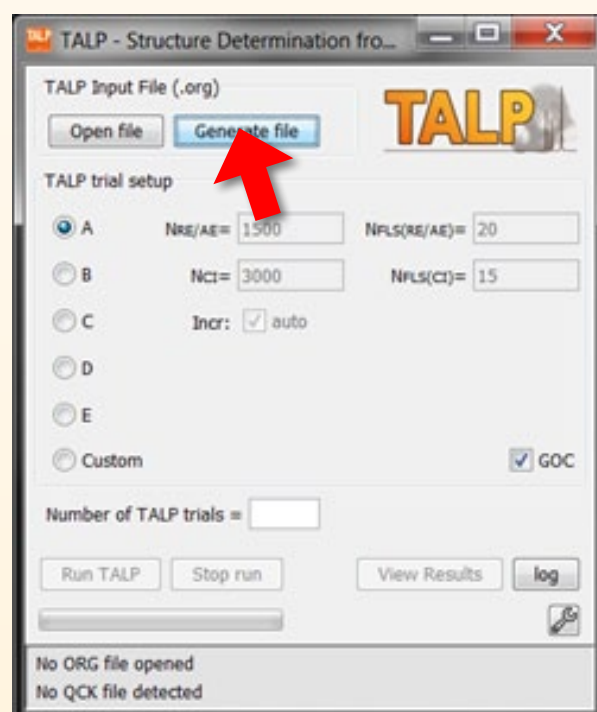 TALP - Structure Determination fro...
TALP Input File (.org)
Open file Generate file
TALP
TALP trial setup
A NRE/AE= 1500 NFLS(RE/AE)= 20
B NCI= 3000 NFLS(CI)= 15
C Incr: auto
D
E
Custom GOC
Number of TALP trials =
Run TALP Stop run View Results log
No ORG file opened
No QCK file detected